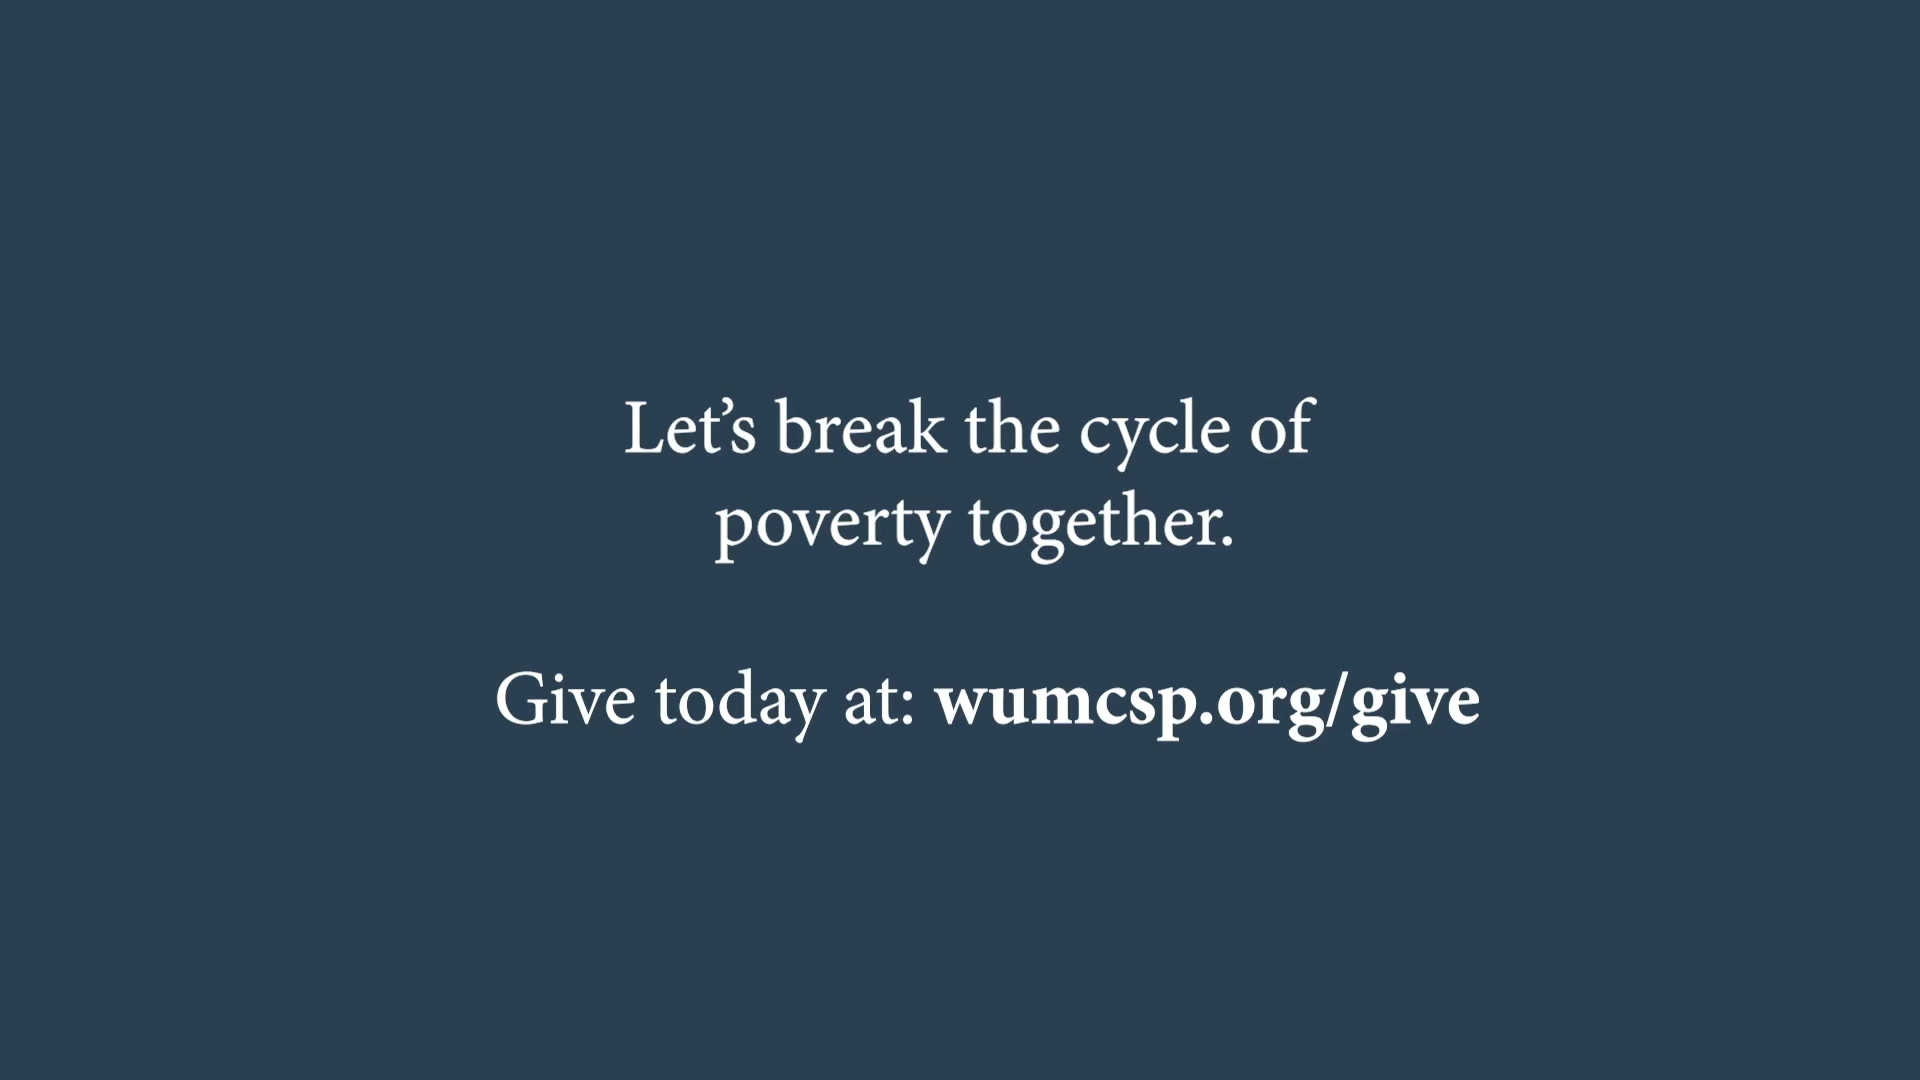 Let’s break the cycle of
poverty together.
Give today at: wumcsp.org/give